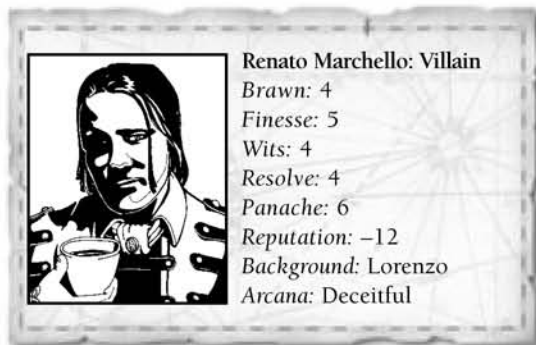 Renato Marchello: Villain
Brawn: 4
Finesse: 5
Wits: 4
Resolve: 4
Panache: 6
Reputation: –12
Background: Lorenzo
Arcana: Deceitful